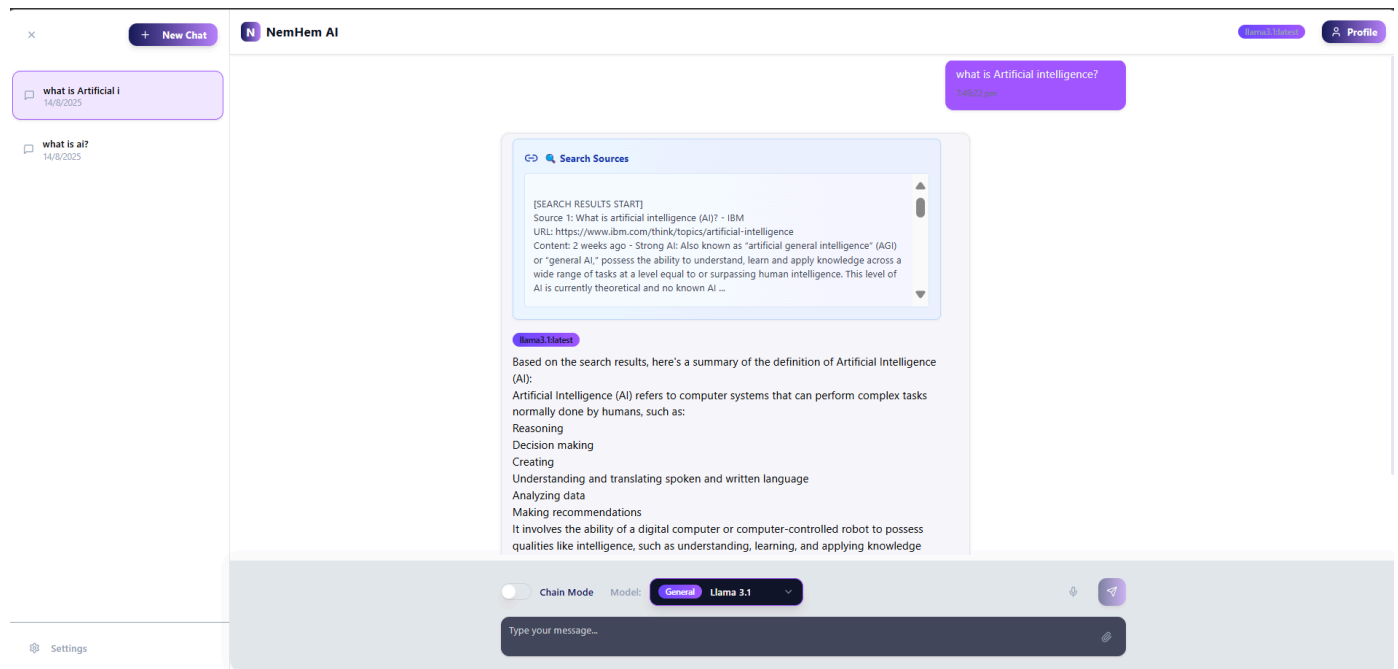 New Chat
what is Artificial i
14/8/2025
what is ai?
14/8/2025
Settings
N NemHem AI
llama3.1:latest
Profile
what is Artificial intelligence?
Search Sources
[SEARCH RESULTS START]
Source 1: What is artificial intelligence (AI)? - IBM
URL: https://www.ibm.com/think/topics/artificial-intelligence
Content: 2 weeks ago - Strong AI: Also known as “artificial general intelligence” (AGI)
or “general AI,” possess the ability to understand, learn and apply knowledge across a
wide range of tasks at a level equal to or surpassing human intelligence. This level of
AI is currently theoretical and no known AI ...
llama3.1:latest
Based on the search results, here's a summary of the definition of Artificial Intelligence
(AI):
Artificial Intelligence (AI) refers to computer systems that can perform complex tasks
normally done by humans, such as:
Reasoning
Decision making
Creating
Understanding and translating spoken and written language
Analyzing data
Making recommendations
It involves the ability of a digital computer or computer-controlled robot to possess
qualities like intelligence, such as understanding, learning, and applying knowledge
Chain Mode
Model:
General Llama 3.1
Type your message...